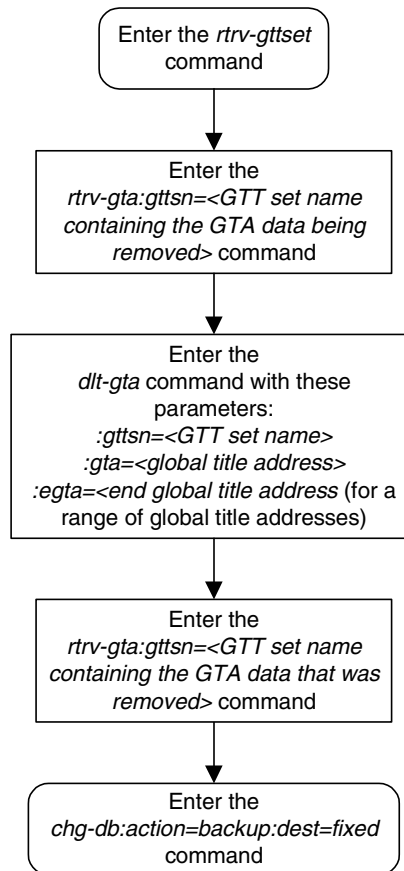 Enter the rtrv-gttset
command
Enter the
rtrv-gta:gttsn=<GTT set name
containing the GTA data being
removed> command
Enter the
dlt-gta command with these
parameters:
:gttsn=<GTT set name>
:gta=<global title address>
:egta=<end global title address (for a
range of global title addresses)
Enter the
rtrv-gta:gttsn=<GTT set name
containing the GTA data that was
removed> command
Enter the
chg-db:action=backup:dest=fixed
command